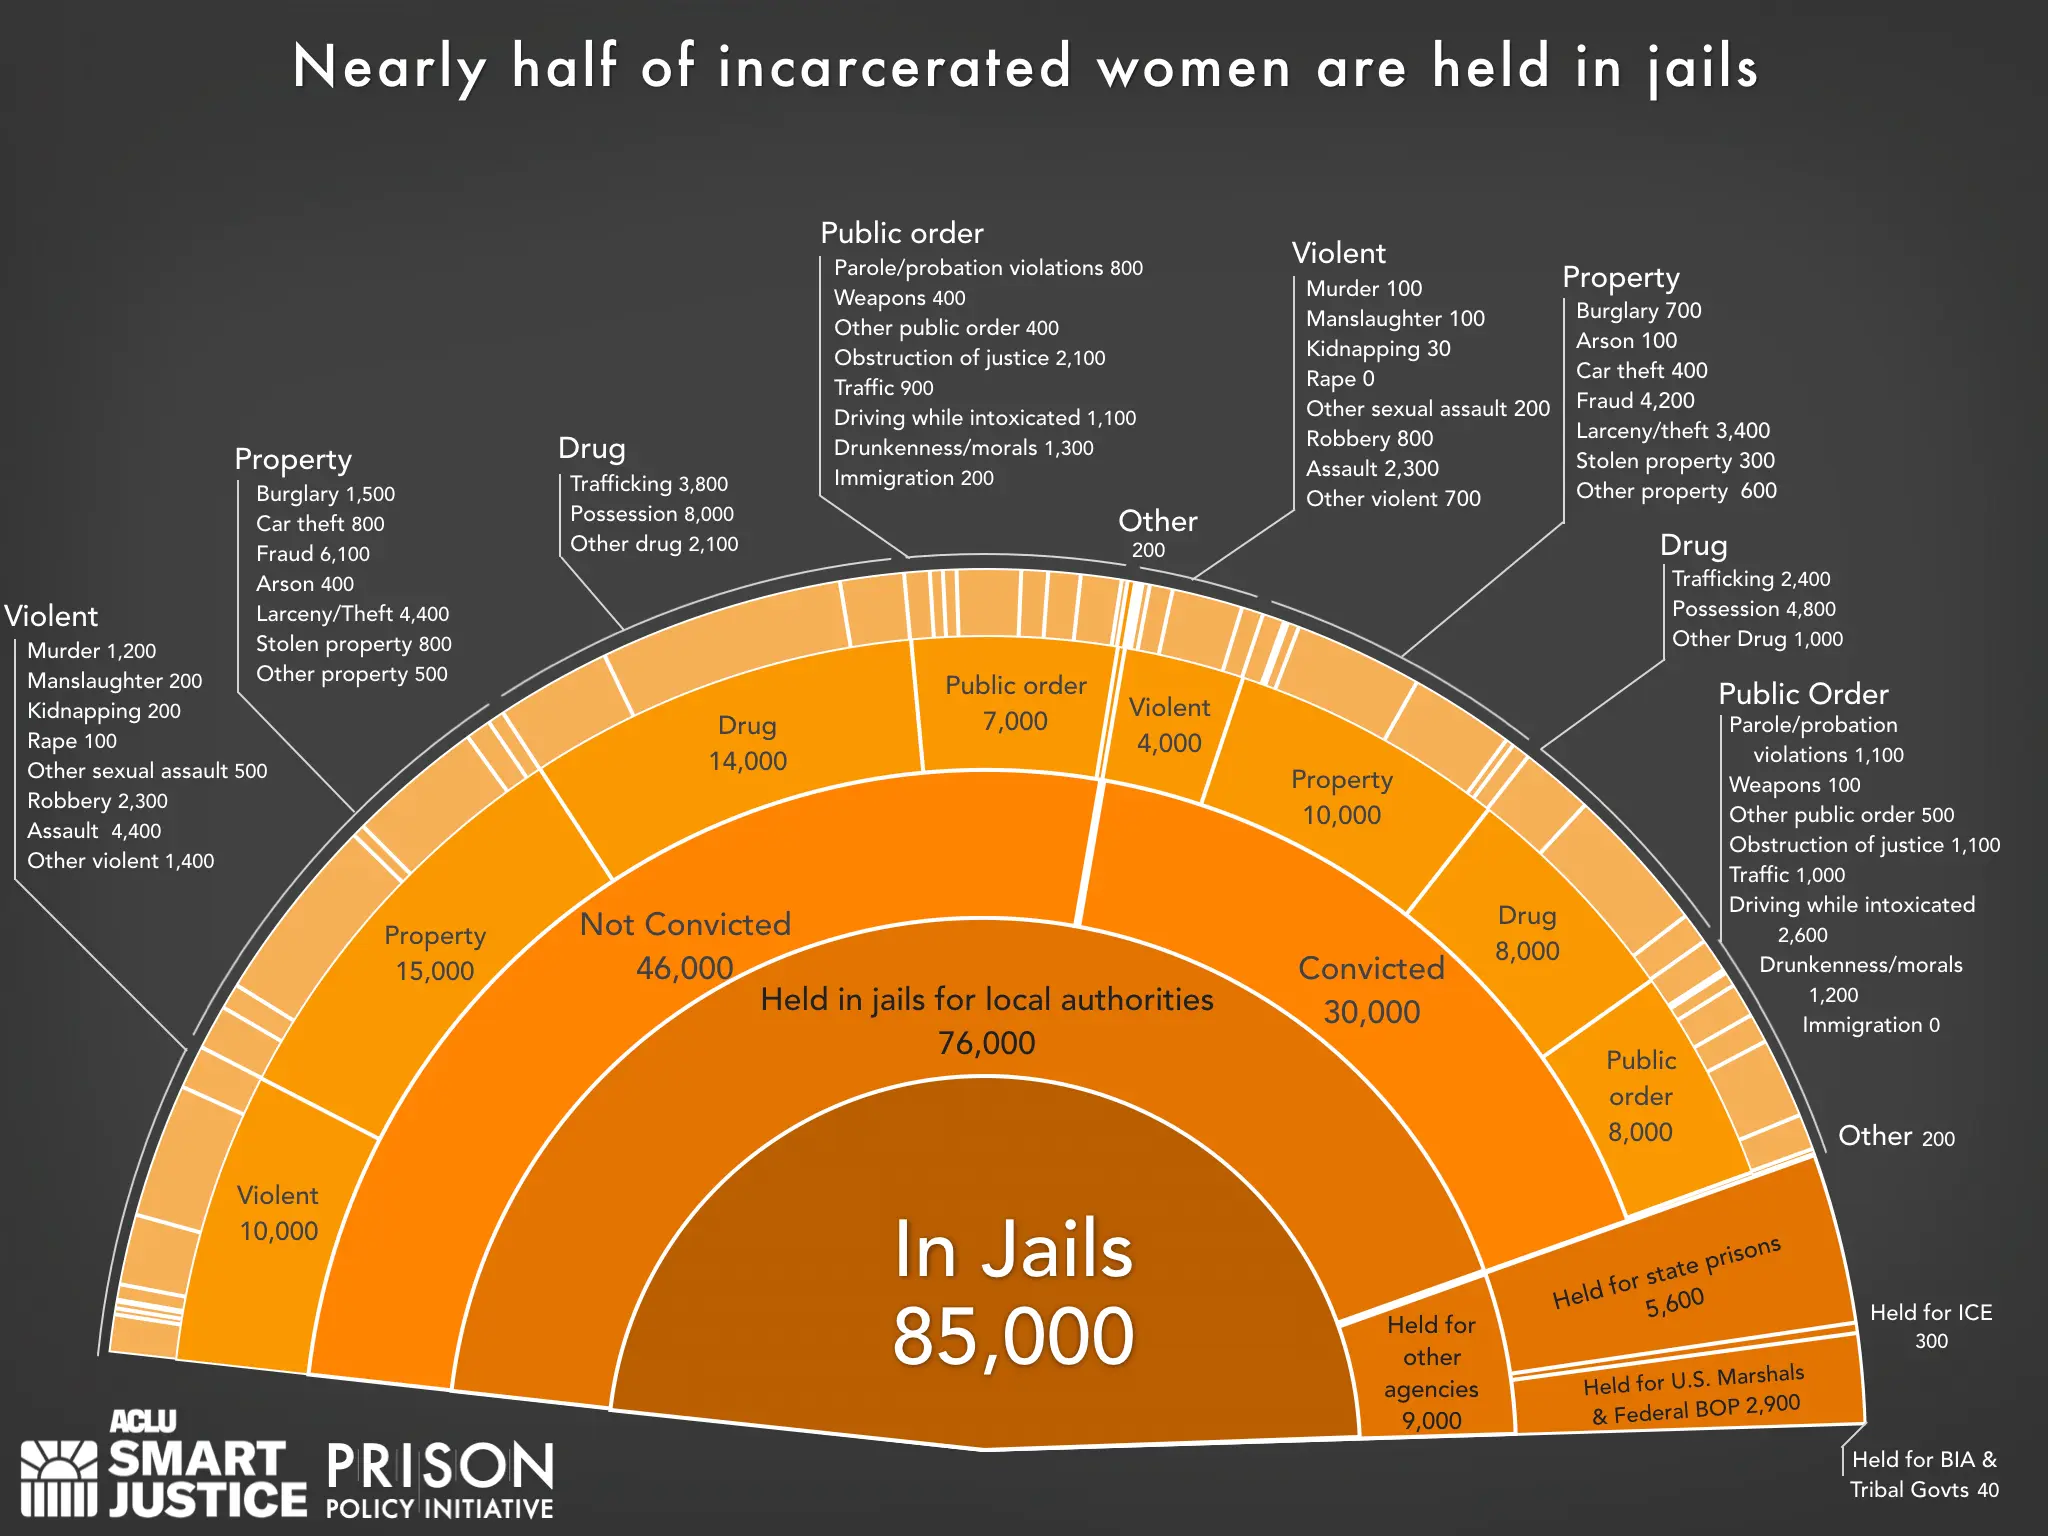 Nearly half of incarcerated women are held in jails
Violent
Murder 1,200
Manslaughter 200
Kidnapping 200
Rape 100
Other sexual assault 500
Robbery 2,300
Assault 4,400
Other violent 1,400
Property
Burglary 1,500
Car theft 800
Fraud 6,100
Arson 400
Larceny/Theft 4,400
Stolen property 800
Other property 500
Drug
Trafficking 3,800
Possession 8,000
Other drug 2,100
Public order
Parole/probation violations 800
Weapons 400
Other public order 400
Obstruction of justice 2,100
Traffic 900
Driving while intoxicated 1,100
Drunkenness/morals 1,300
Immigration 200
Other
200
Violent
Murder 100
Manslaughter 100
Kidnapping 30
Rape 0
Other sexual assault 200
Robbery 800
Assault 2,300
Other violent 700
Property
Burglary 700
Arson 100
Car theft 400
Fraud 4,200
Larceny/theft 3,400
Stolen property 300
Other property 600
Drug
Trafficking 2,400
Possession 4,800
Other Drug 1,000
Public Order
Parole/probation
violations 1,100
Weapons 100
Other public order 500
Obstruction of justice 1,100
Traffic 1,000
Driving while intoxicated
2,600
Drunkenness/morals
1,200
Immigration 0
Other 200
Violent
10,000
Property
15,000
Drug
14,000
Public order
7,000
Violent
4,000
Property
10,000
Drug
8,000
Public
order
8,000
Not Convicted
46,000
Convicted
30,000
Held in jails for local authorities
76,000
In Jails
85,000
Held for
other
agencies
9,000
Held for state prisons
5,600
Held for ICE
300
Held for U.S. Marshals
& Federal BOP 2,900
Held for BIA &
Tribal Govts 40
ACLU
SMART
JUSTICE
PRISON
POLICY INITIATIVE